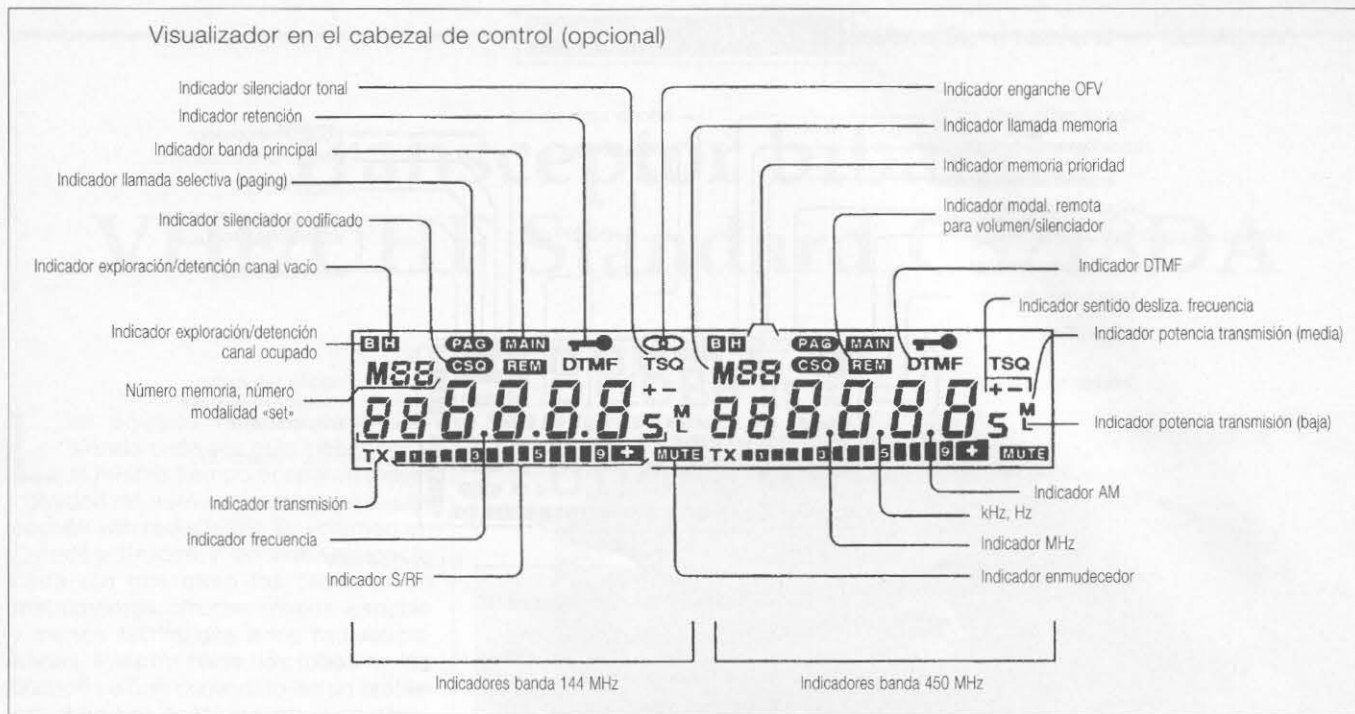 Visualizador en el cabezal de control (opcional)
Indicador silenciador tonal
Indicador retención
Indicador banda principal
Indicador llamada selectiva (paging)
Indicador silenciador codificado
Indicador exploración/detención canal vacío
Indicador exploración/detención
canal ocupado
Número memoria, número
modalidad «set»
Indicador transmisión
Indicador frecuencia
Indicador S/RF
Indicador enganche OFV
Indicador llamada memoria
Indicador memoria prioridad
Indicador modal. remota
para volumen/silenciador
Indicador DTMF
Indicador sentido desliza. frecuencia
Indicador potencia transmisión (media)
Indicador potencia transmisión (baja)
Indicador AM
kHz, Hz
Indicador MHz
Indicador enmudecedor
B H PAG MAIN
CSQ REM DTMF TSQ
M88
88 8.8.8.8 S + - M L
TX 1 3 5 9 + MUTE
B H PAG MAIN
CSQ REM DTMF TSQ
M88
88 8.8.8.8 S + - M L
TX 1 3 5 9 + MUTE
Indicadores banda 144 MHz
Indicadores banda 450 MHz